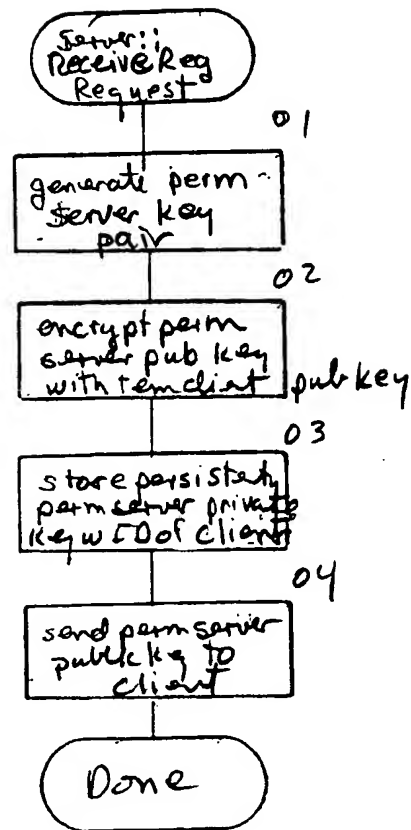 Server::
ReceiveReg
Request
01
generate perm
server key
pair
02
encrypt perm
server pub key
with temclient pub key
03
store persistently
perm server private
key w ID of client
04
send perm server
public key to
client
Done